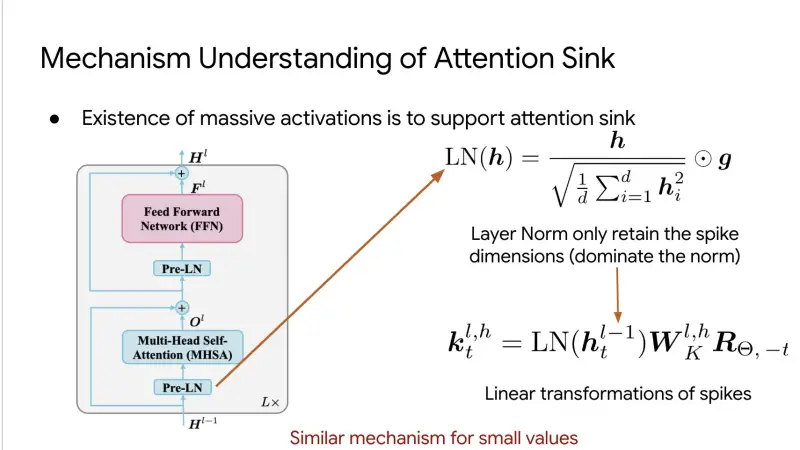 Mechanism Understanding of Attention Sink
● Existence of massive activations is to support attention sink
H^l
F^l
Feed Forward
Network (FFN)
Pre-LN
O^l
Multi-Head Self-
Attention (MHSA)
Pre-LN
L×
H^{l−1}
LN(h) = h / √(1/d ∑_{i=1}^{d} h_i^2) ⊙ g
Layer Norm only retain the spike
dimensions (dominate the norm)
k_t^{l,h} = LN(h_t^{l−1}) W_K^{l,h} R_{Θ, −t}
Linear transformations of spikes
Similar mechanism for small values